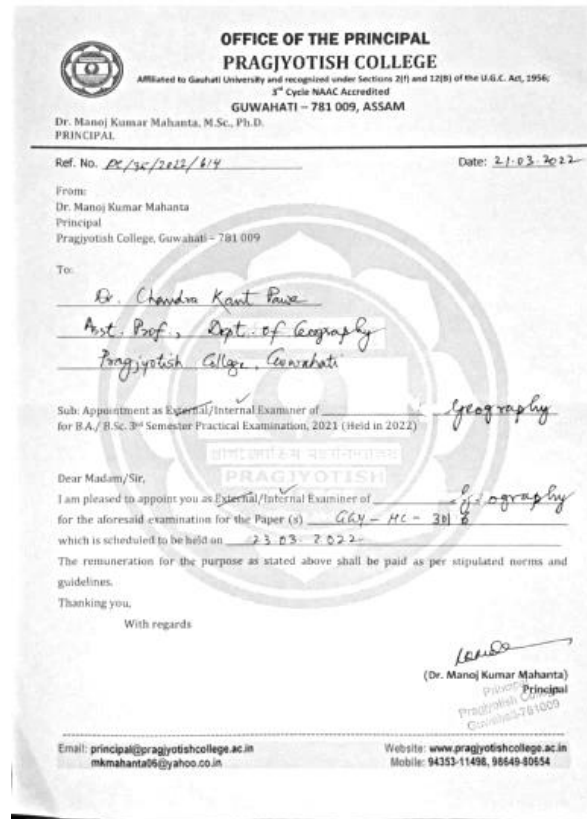 OFFICE OF THE PRINCIPAL
PRAGJYOTISH COLLEGE
Affiliated to Gauhati University and recognized under Sections 2(f) and 12(B) of the U.G.C. Act, 1956;
3rd Cycle NAAC Accredited
GUWAHATI – 781 009, ASSAM
Dr. Manoj Kumar Mahanta, M.Sc., Ph.D.
PRINCIPAL
Ref. No. PC/3C/2022/614
Date: 21.03.2022
From:
Dr. Manoj Kumar Mahanta
Principal
Pragjyotish College, Guwahati – 781 009
To:
Dr. Chandra Kant Pawe
Asst. Prof., Dept. of Geography
Pragjyotish College, Guwahati
Sub: Appointment as External/Internal Examiner of Geography
for B.A./ B.Sc. 3rd Semester Practical Examination, 2021 (Held in 2022)
PRAGJYOTISH
Dear Madam/Sir,
I am pleased to appoint you as External/Internal Examiner of Geography
for the aforesaid examination for the Paper (s) GGY – HC – 3016
which is scheduled to be held on 23.03.2022
The remuneration for the purpose as stated above shall be paid as per stipulated norms and
guidelines.
Thanking you,
With regards
(Dr. Manoj Kumar Mahanta)
Principal
Principal
Pragjyotish College
Guwahati-781009
Email: principal@pragjyotishcollege.ac.in
mkmahanta06@yahoo.co.in
Website: www.pragjyotishcollege.ac.in
Mobile: 94353-11498, 98649-80654